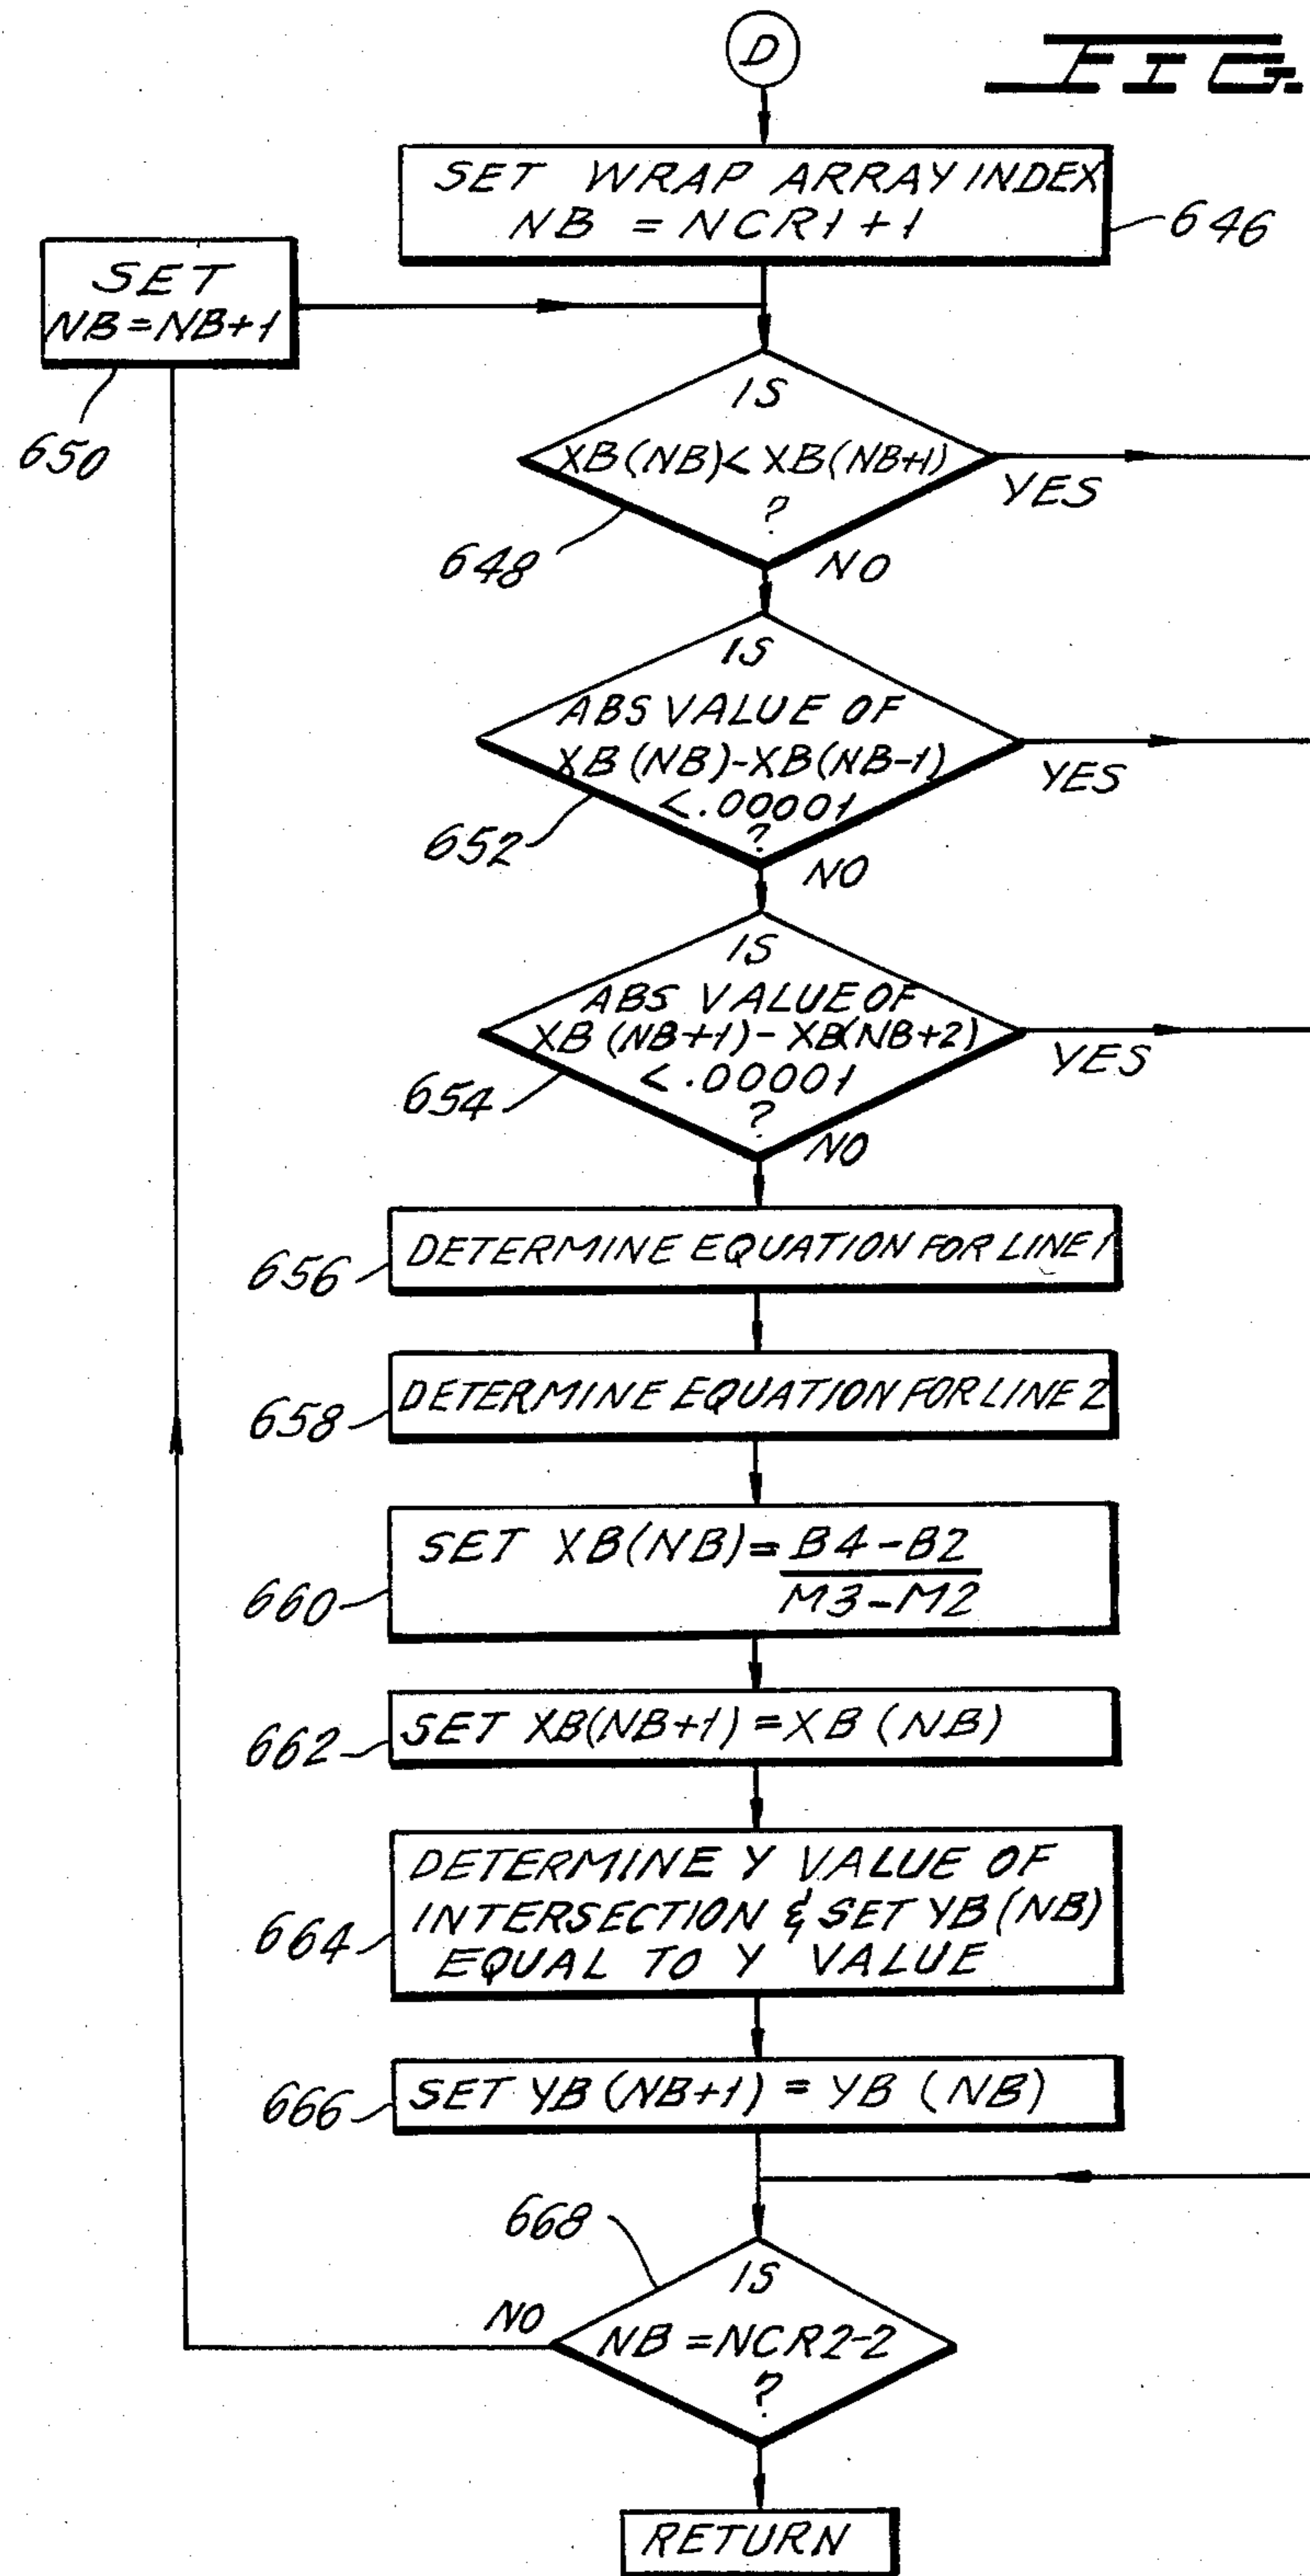 D
FIG.
SET WRAP ARRAY INDEX
NB = NCR1+1
646
SET
NB=NB+1
650
IS
XB(NB)<XB(NB+1)
?
YES
648
NO
IS
ABS VALUE OF
XB(NB)-XB(NB-1)
<.00001
?
YES
652
NO
IS
ABS VALUE OF
XB(NB+1)-XB(NB+2)
<.00001
?
YES
654
NO
656
DETERMINE EQUATION FOR LINE 1
658
DETERMINE EQUATION FOR LINE 2
660
SET XB(NB)=B4-B2
M3-M2
662
SET XB(NB+1)=XB(NB)
664
DETERMINE Y VALUE OF
INTERSECTION & SET YB(NB)
EQUAL TO Y VALUE
666
SET YB(NB+1) = YB(NB)
668
IS
NB=NCR2-2
?
NO
RETURN